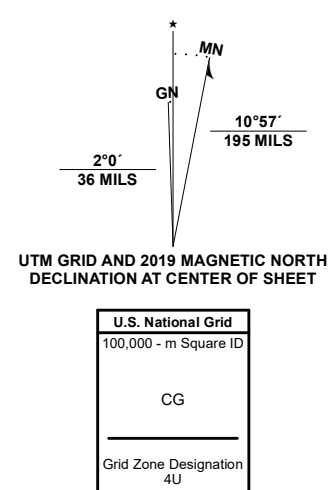 ★
MN
GN
10°57´
195 MILS
2°0´
36 MILS
UTM GRID AND 2019 MAGNETIC NORTH
DECLINATION AT CENTER OF SHEET
U.S. National Grid
100,000 - m Square ID
CG
Grid Zone Designation
4U